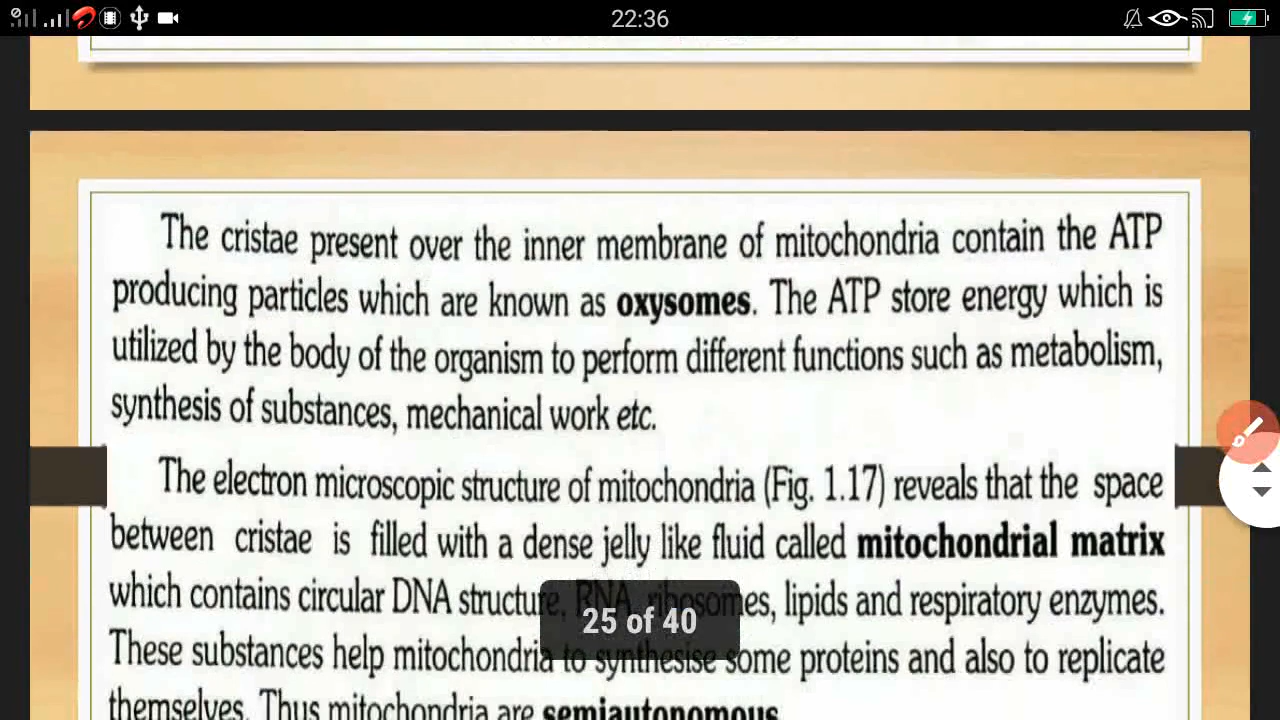 22:36
The cristae present over the inner membrane of mitochondria contain the ATP
producing particles which are known as oxysomes. The ATP store energy which is
utilized by the body of the organism to perform different functions such as metabolism,
synthesis of substances, mechanical work etc.
The electron microscopic structure of mitochondria (Fig. 1.17) reveals that the space
between cristae is filled with a dense jelly like fluid called mitochondrial matrix
which contains circular DNA structure, RNA, ribosomes, lipids and respiratory enzymes.
25 of 40
These substances help mitochondria to synthesise some proteins and also to replicate
themselves. Thus mitochondria are semiautonomous